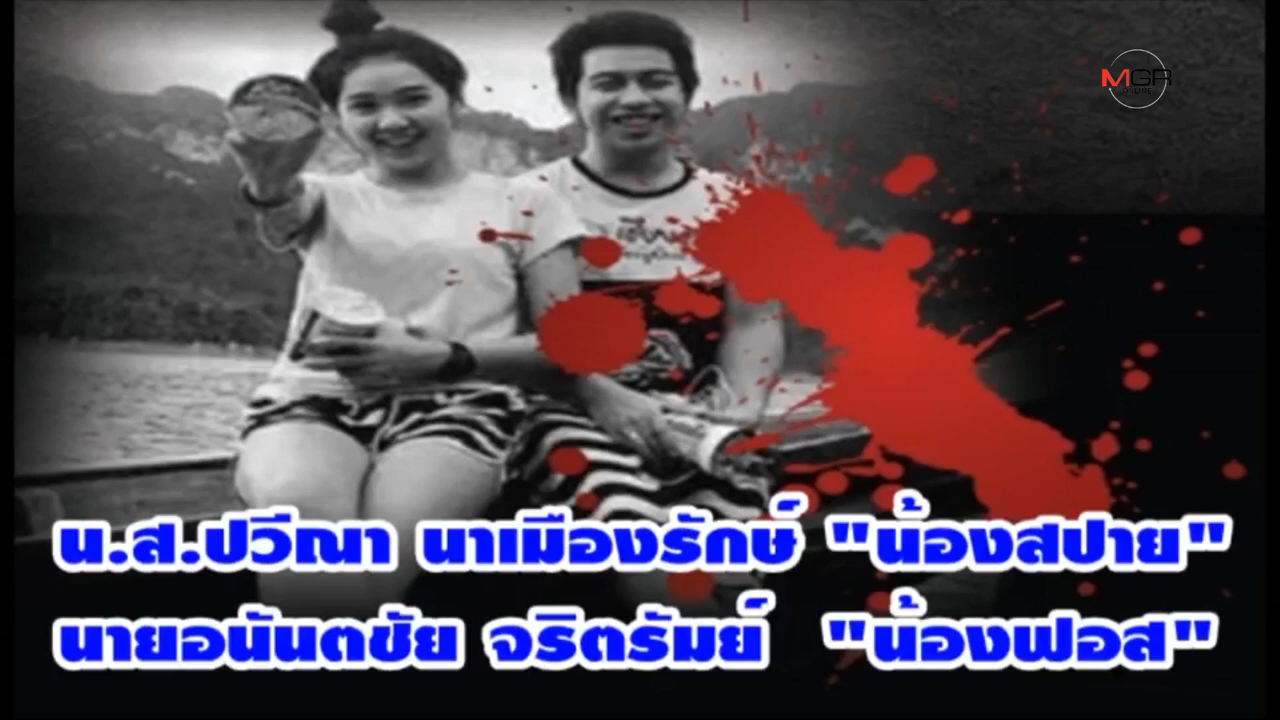 MGR
ONLINE
น.ส.ปวีณา นาเมืองรักษ์ "น้องสปาย"
นายอนันตชัย จริตรัมย์ "น้องฟอส"